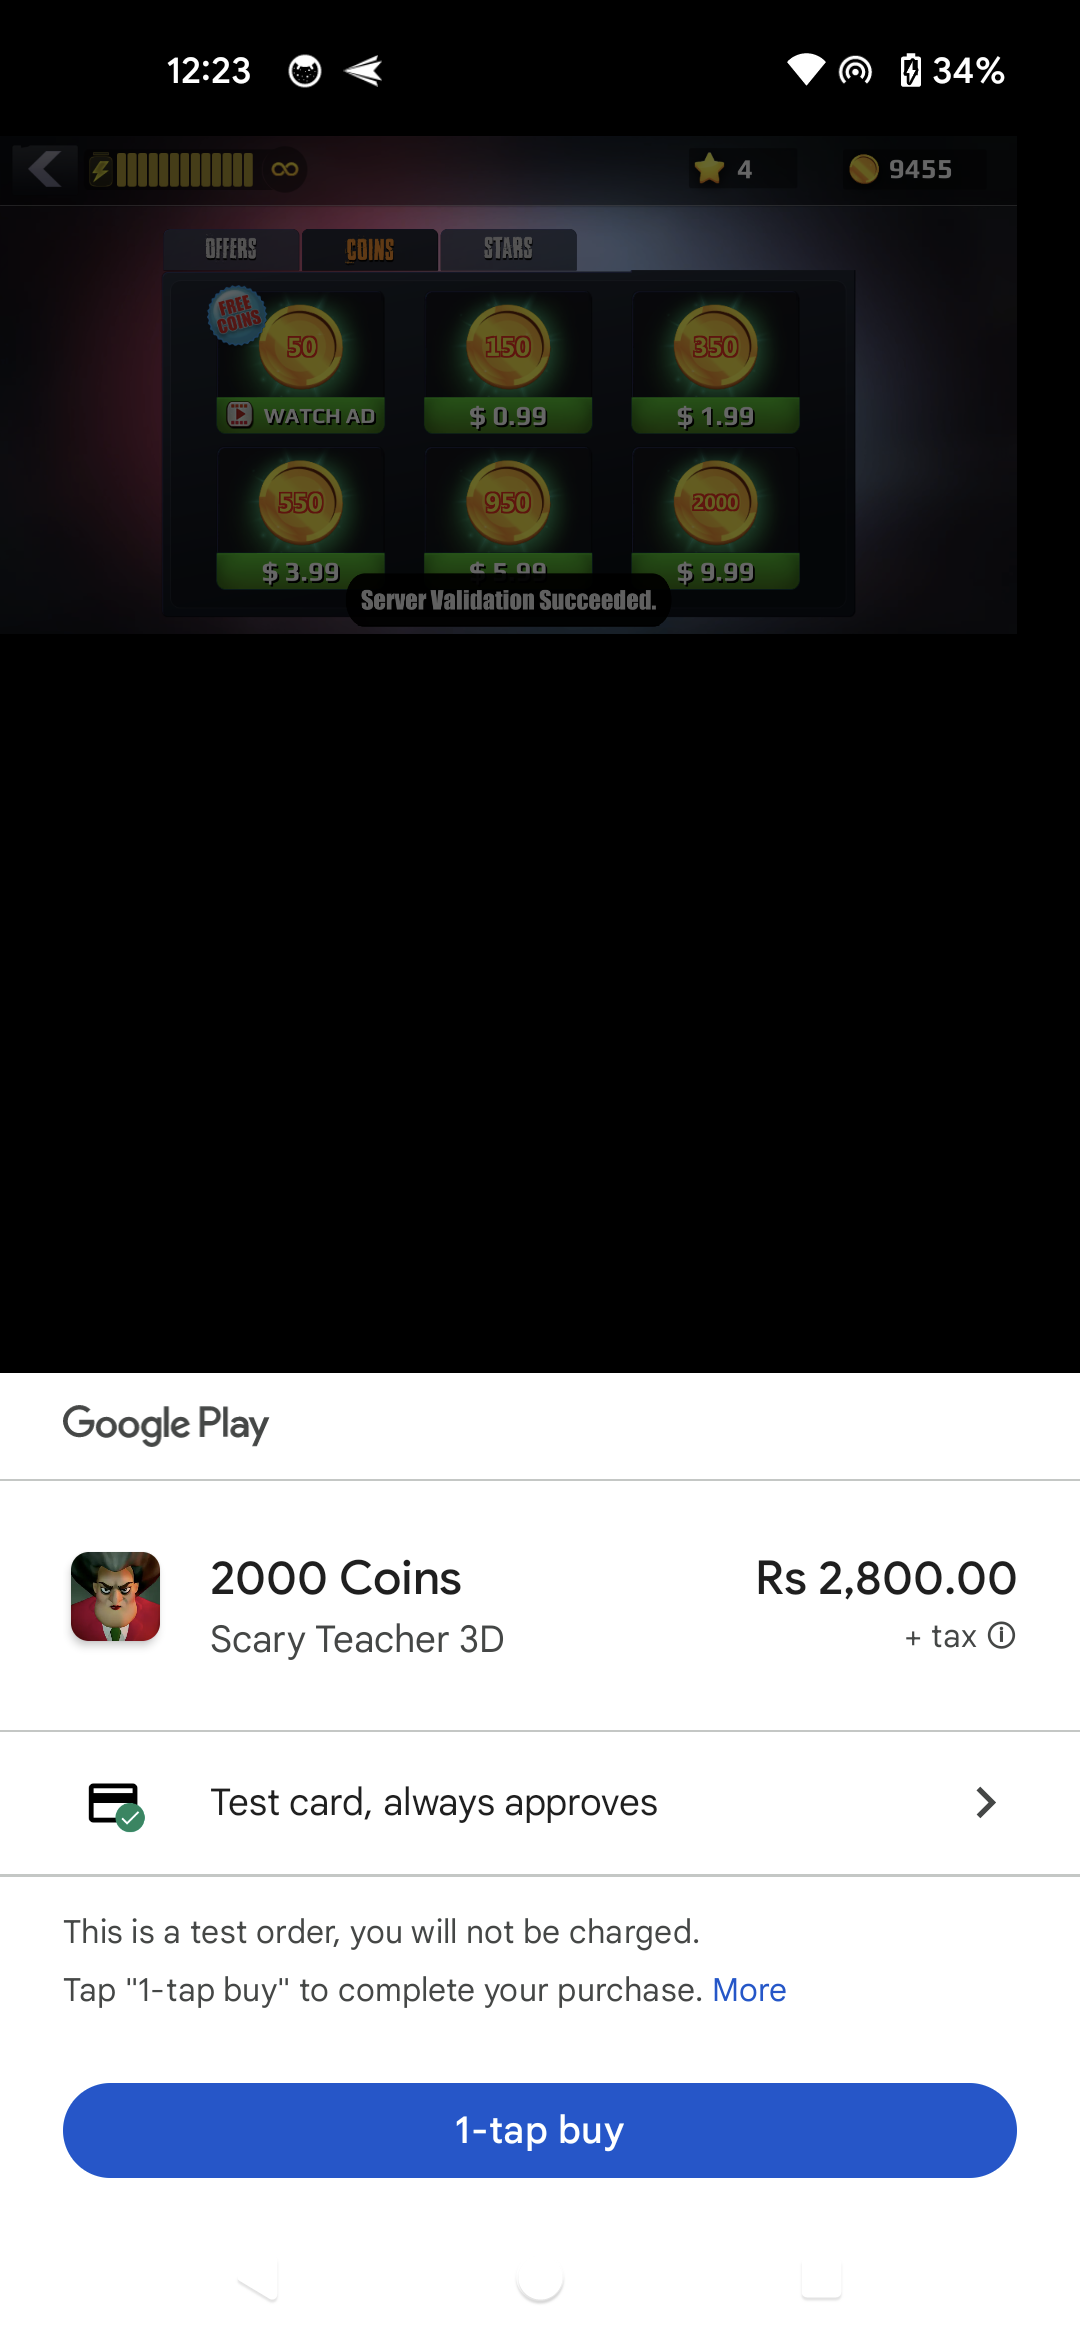 12:23
34%
∞
4
9455
OFFERS
COINS
STARS
FREE
COINS
50
150
350
WATCH AD
$ 0.99
$ 1.99
550
950
2000
$ 3.99
$ 5.99
$ 9.99
Server Validation Succeeded.
Google Play
2000 Coins
Rs 2,800.00
Scary Teacher 3D
+ tax
Test card, always approves
This is a test order, you will not be charged.
Tap "1-tap buy" to complete your purchase. More
1-tap buy